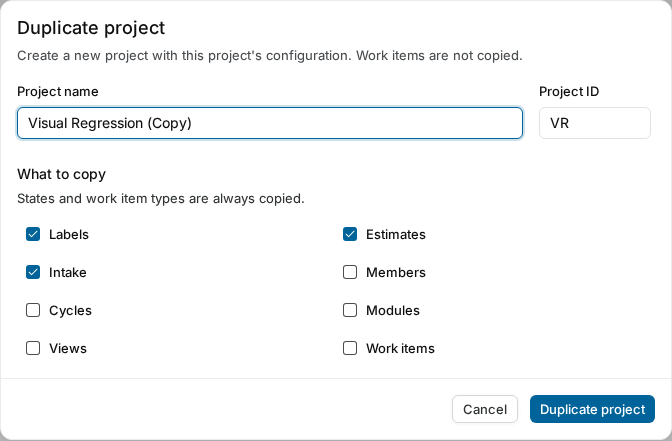 Duplicate project
Create a new project with this project's configuration. Work items are not copied.
Project name
Project ID
Visual Regression (Copy)
VR
What to copy
States and work item types are always copied.
Labels
Estimates
Intake
Members
Cycles
Modules
Views
Work items
Cancel
Duplicate project